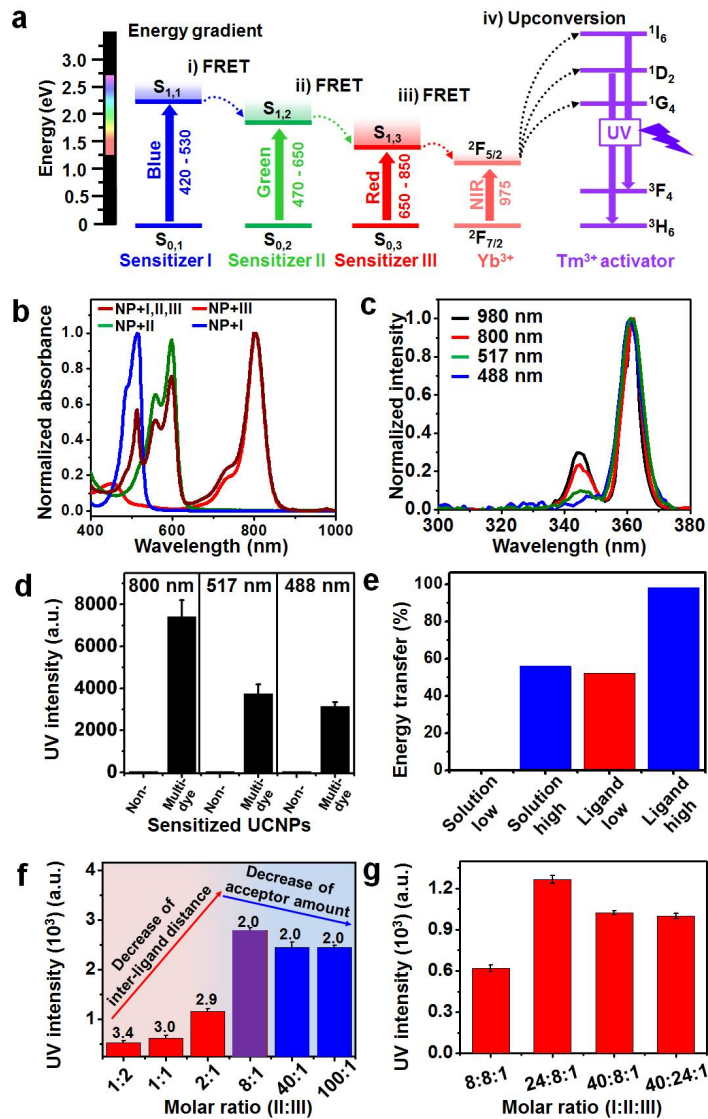 a
Energy gradient
iv) Upconversion
i) FRET
ii) FRET
iii) FRET
Energy (eV)
3.0
2.5
2.0
1.5
1.0
0.5
0.0
S1,1
S1,2
S1,3
²F5/2
¹I6
¹D2
¹G4
³F4
³H6
UV
Blue
420 - 530
Green
470 - 650
Red
650 - 850
NIR
975
S0,1
S0,2
S0,3
²F7/2
Sensitizer I
Sensitizer II
Sensitizer III
Yb³⁺
Tm³⁺ activator
b
NP+I,II,III
NP+III
NP+II
NP+I
Normalized absorbance
1.0
0.8
0.6
0.4
0.2
0.0
400 500 600 700 800 900 1000
Wavelength (nm)
c
980 nm
800 nm
517 nm
488 nm
Normalized intensity
1.0
0.8
0.6
0.4
0.2
0.0
300 320 340 360 380
Wavelength (nm)
d
800 nm 517 nm 488 nm
UV intensity (a.u.)
8000
6000
4000
2000
0
Non- Multi-dye Non- Multi-dye Non- Multi-dye
Sensitized UCNPs
e
Energy transfer (%)
100
80
60
40
20
0
Solution low
Solution high
Ligand low
Ligand high
f
Decrease of inter-ligand distance
Decrease of acceptor amount
UV intensity (10³) (a.u.)
4
3
2
1
3.4
3.0
2.9
2.0
2.0
2.0
1:2 1:1 2:1 8:1 40:1 100:1
Molar ratio (II:III)
g
UV intensity (10³) (a.u.)
1.2
0.9
0.6
0.3
0.0
8:8:1 24:8:1 40:8:1 40:24:1
Molar ratio (I:II:III)